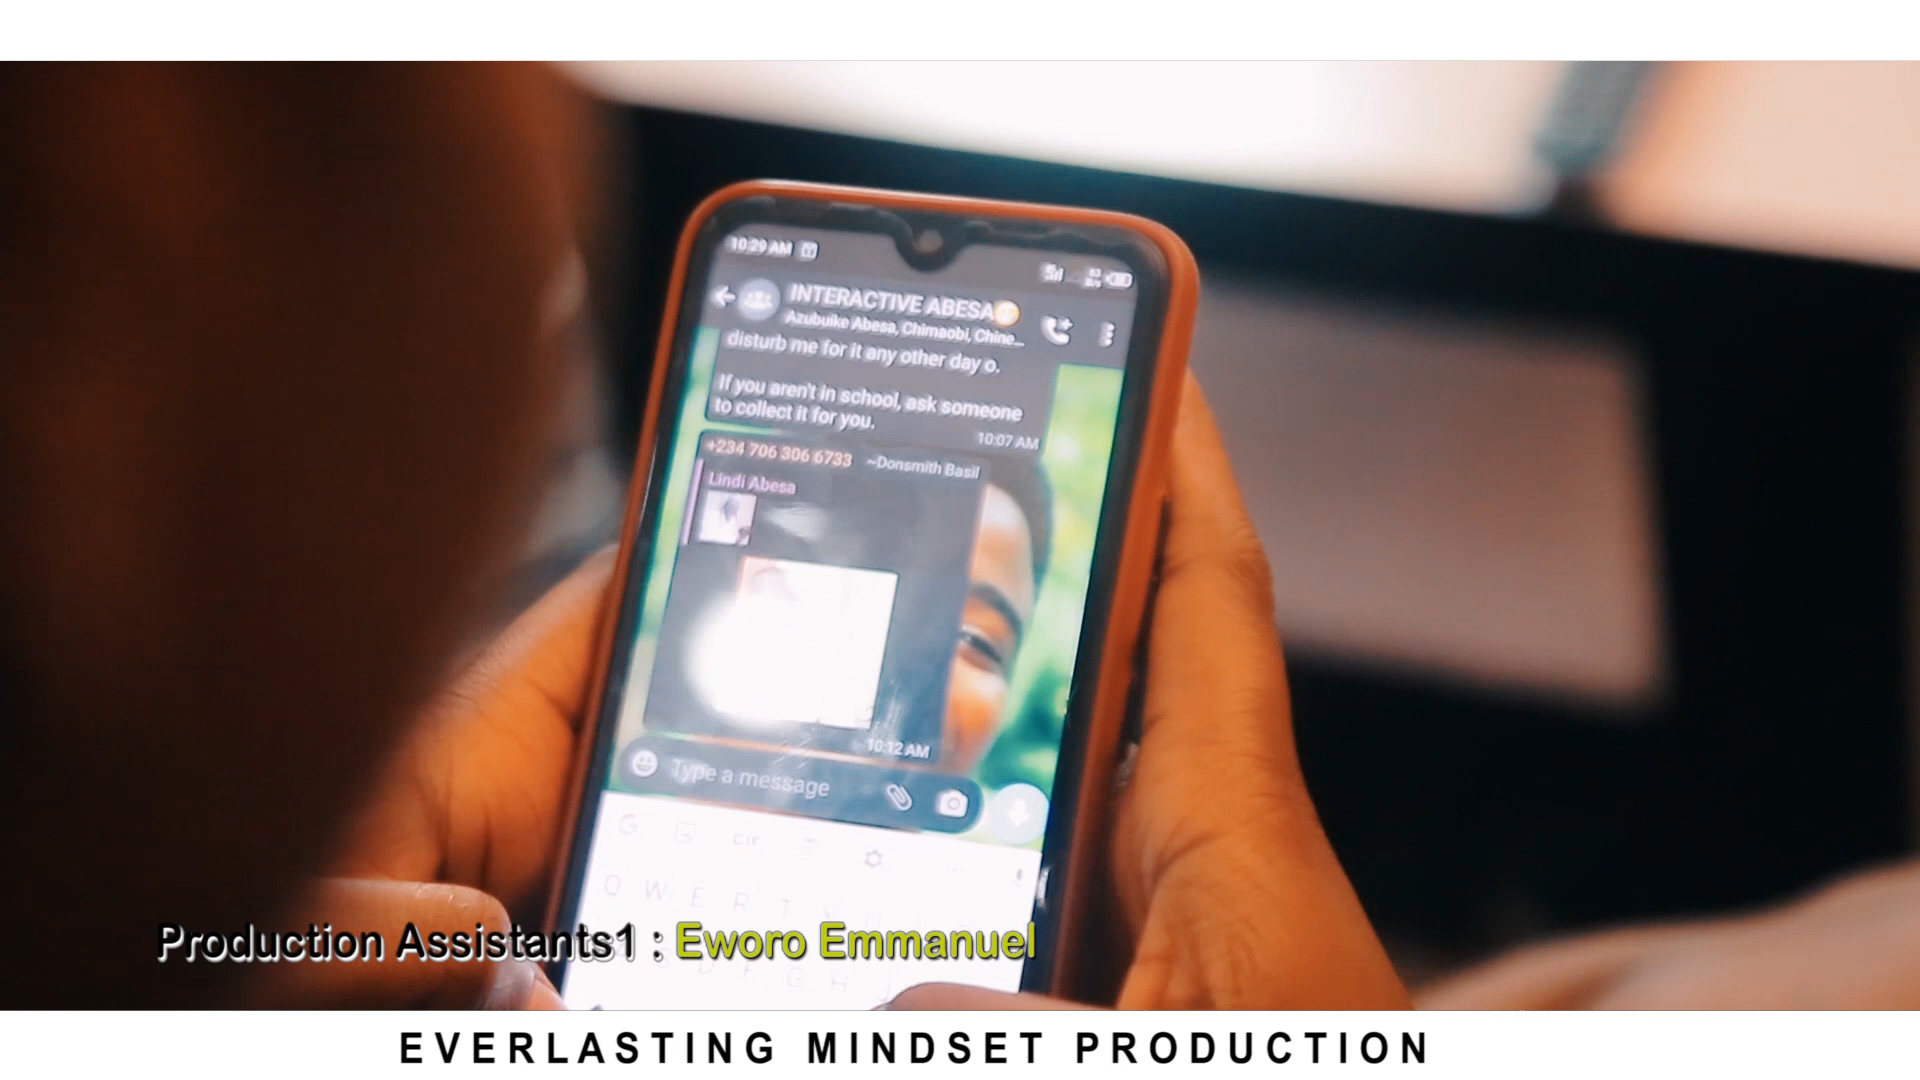 10:29 AM
INTERACTIVE ABESA
Azubuike Abesa, Chimaobi, Chine...
disturb me for it any other day o.
If you aren't in school, ask someone
to collect it for you.
10:07 AM
+234 706 306 6733 ~Donsmith Basil
Lindi Abesa
10:12 AM
Type a message
G GIF
Q W E R T
Production Assistants1 : Eworo Emmanuel
G H J
EVERLASTING MINDSET PRODUCTION